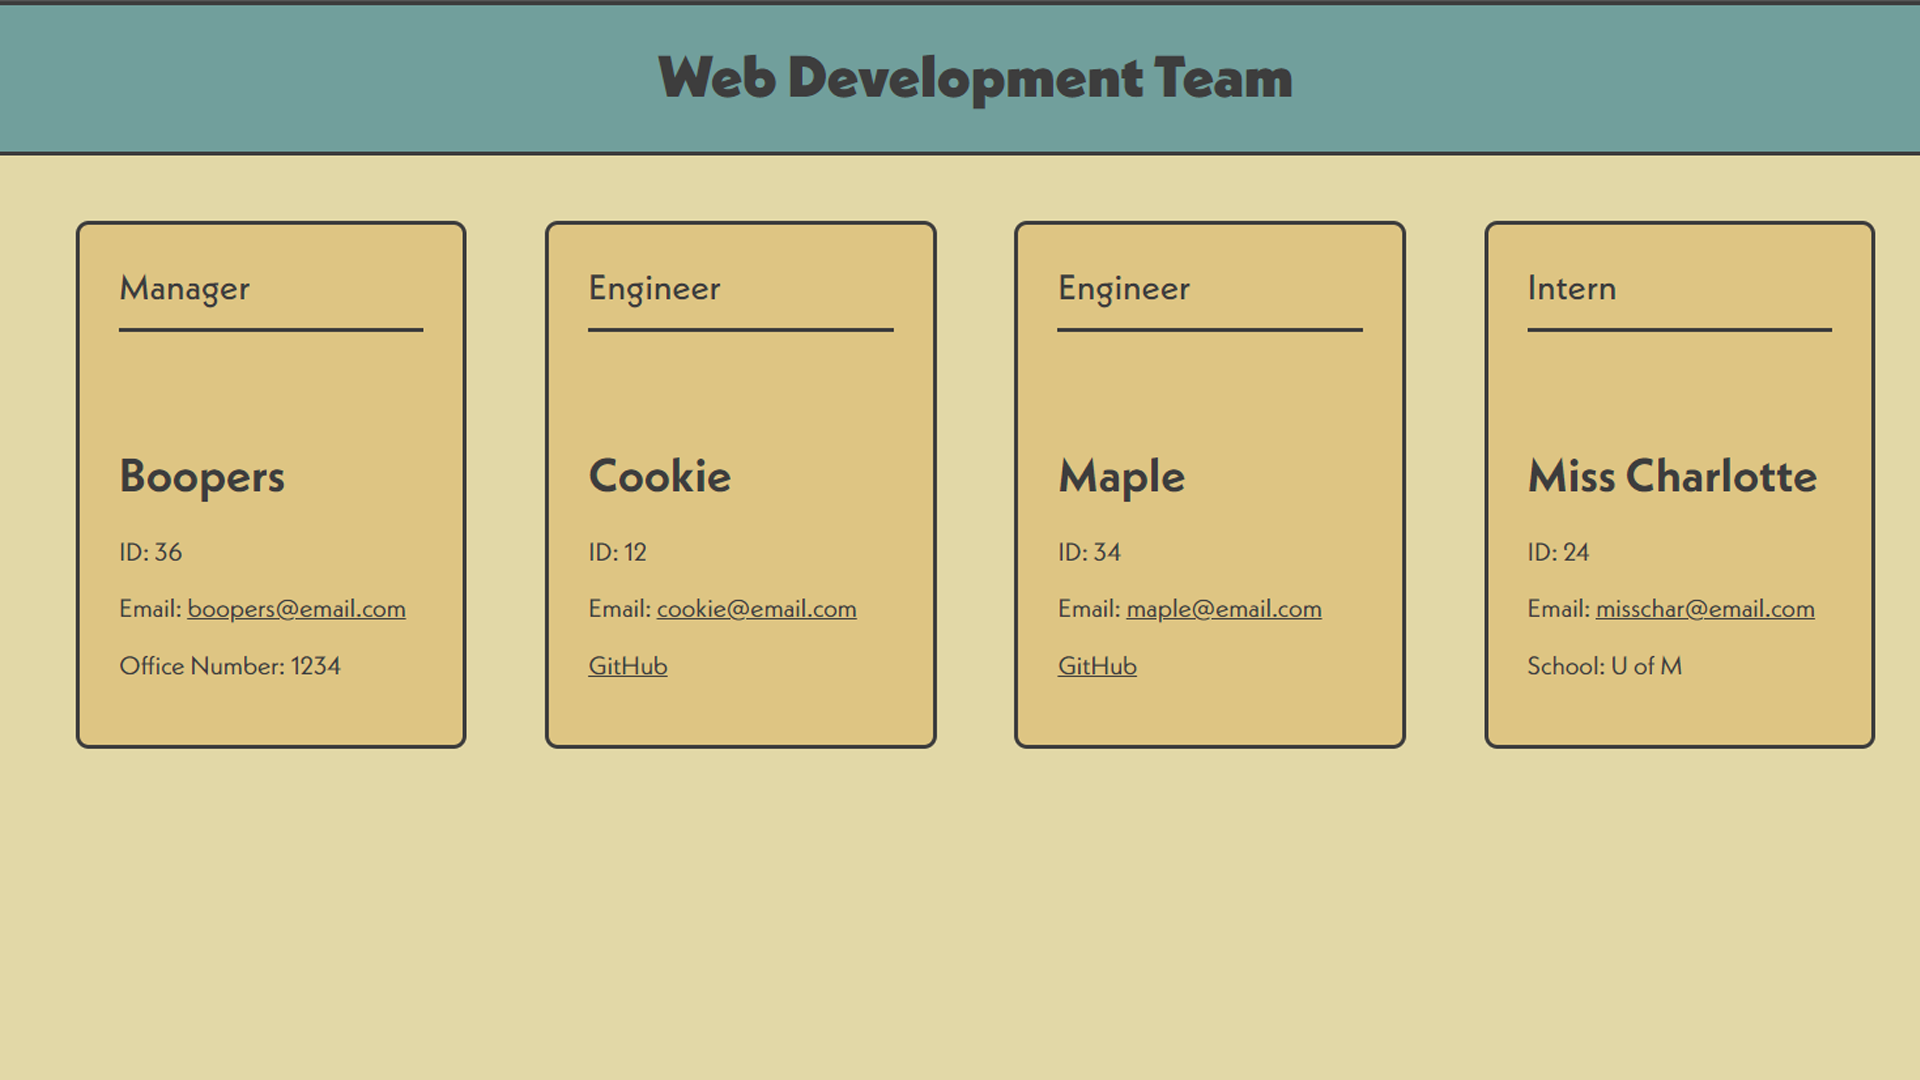 Web Development Team
Manager
Boopers
ID: 36
Email: boopers@email.com
Office Number: 1234
Engineer
Cookie
ID: 12
Email: cookie@email.com
GitHub
Engineer
Maple
ID: 34
Email: maple@email.com
GitHub
Intern
Miss Charlotte
ID: 24
Email: misschar@email.com
School: U of M